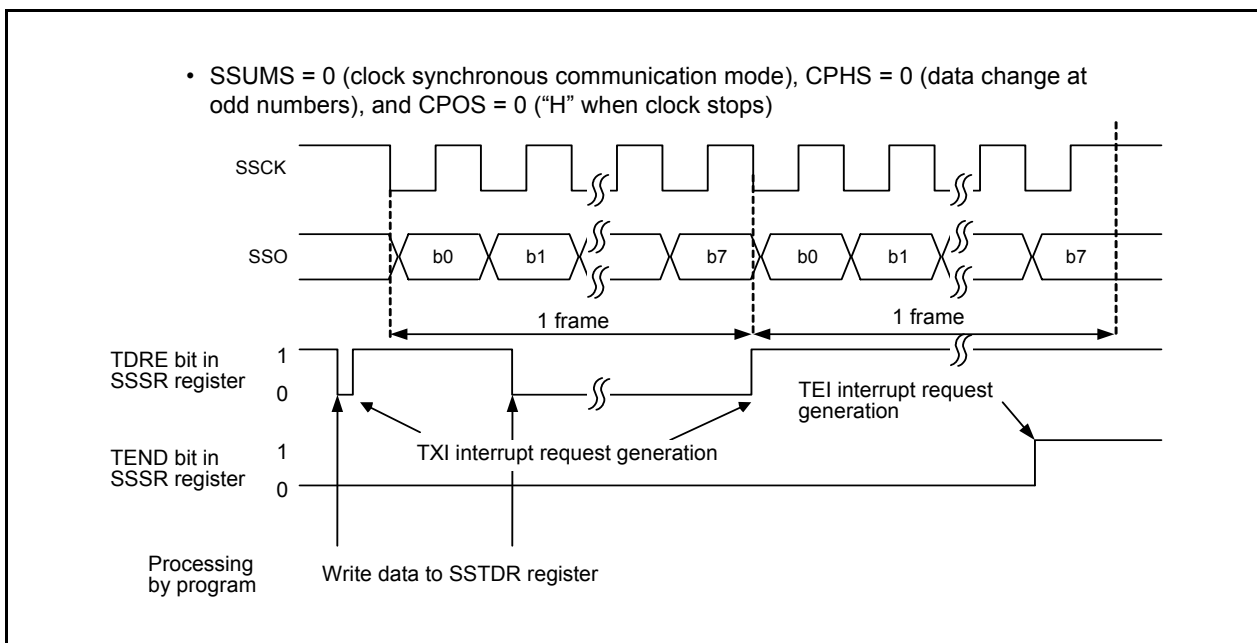 • SSUMS = 0 (clock synchronous communication mode), CPHS = 0 (data change at
odd numbers), and CPOS = 0 (“H” when clock stops)
SSCK
SSO
b0
b1
b7
b0
b1
b7
1 frame
1 frame
TDRE bit in
SSSR register
1
0
TEI interrupt request
generation
TXI interrupt request generation
TEND bit in
SSSR register
1
0
Processing
by program
Write data to SSTDR register